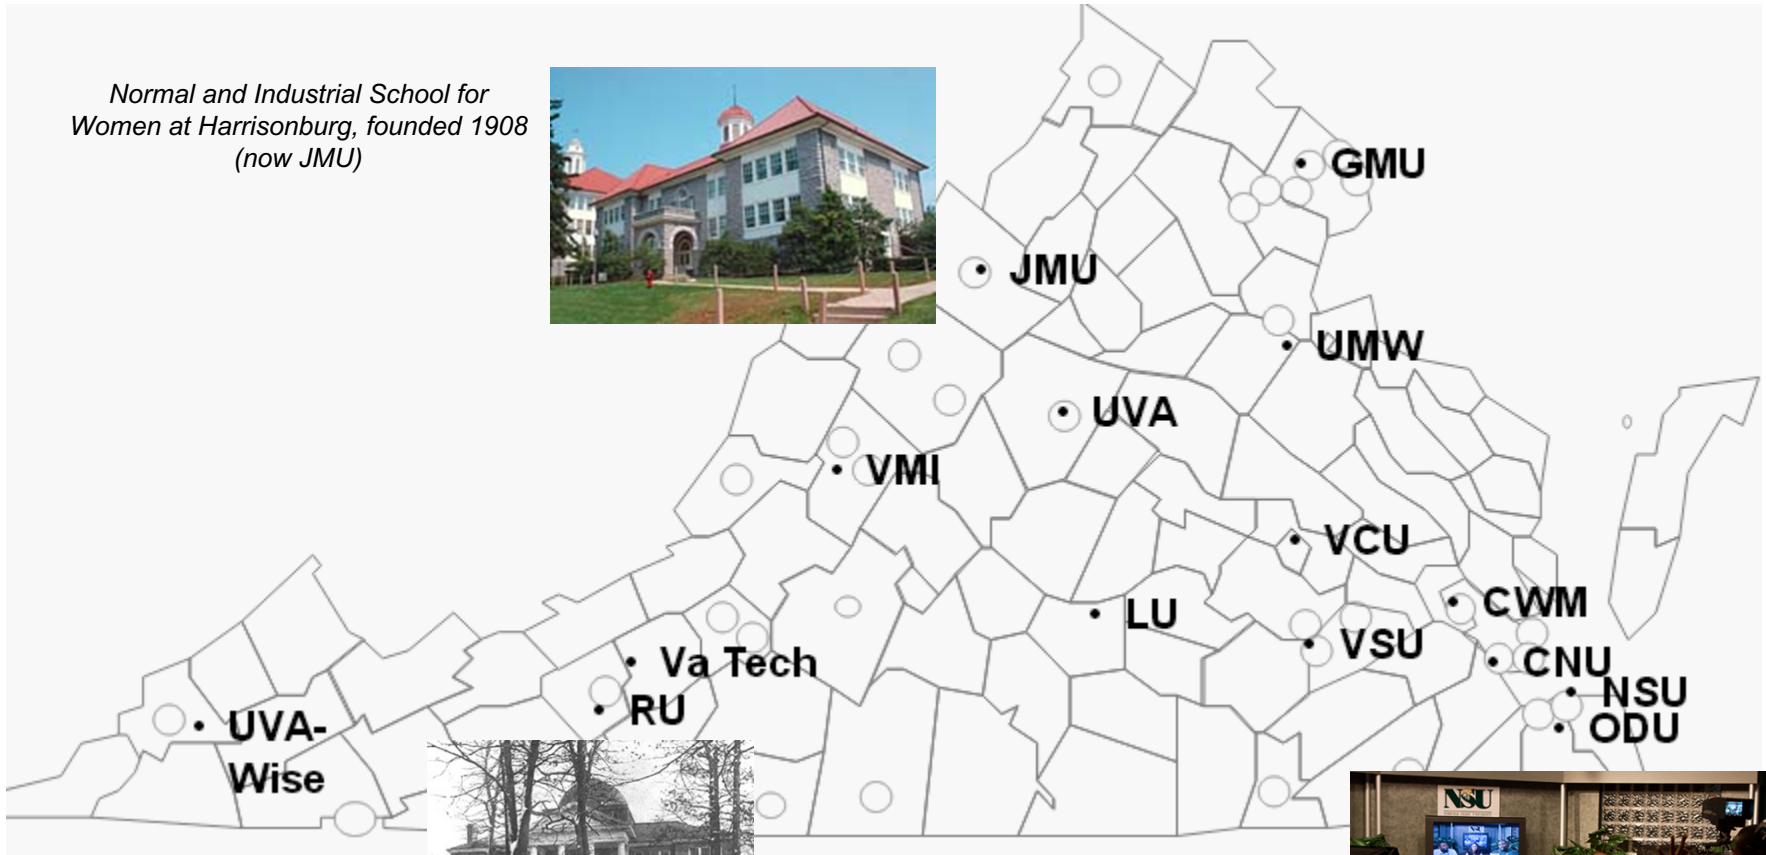 Normal and Industrial School for
Women at Harrisonburg, founded 1908
(now JMU)
GMU
JMU
UMW
UVA
VMI
VCU
CWM
LU
VSU
Va Tech
CNU
NSU
RU
UVA-
Wise
ODU
NSU